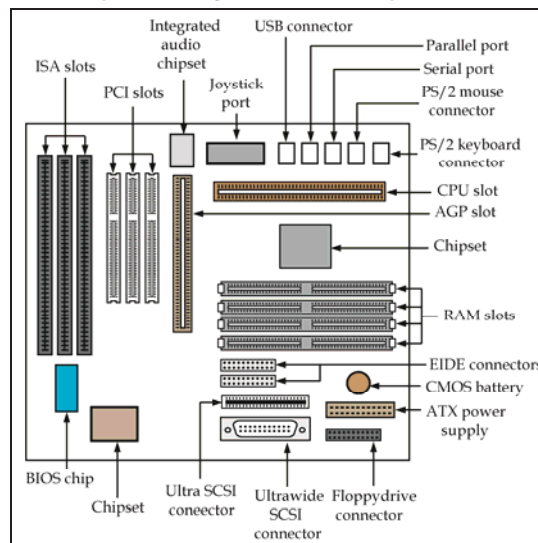 Integrated
audio
chipset
USB connector
Parallel port
Serial port
PS/2 mouse
connector
ISA slots
PCI slots
Joystick
port
PS/2 keyboard
connector
CPU slot
AGP slot
Chipset
RAM slots
EIDE connectors
CMOS battery
ATX power
supply
BIOS chip
Chipset
Ultra SCSI
coneector
Ultrawide
SCSI
connector
Floppydrive
connector